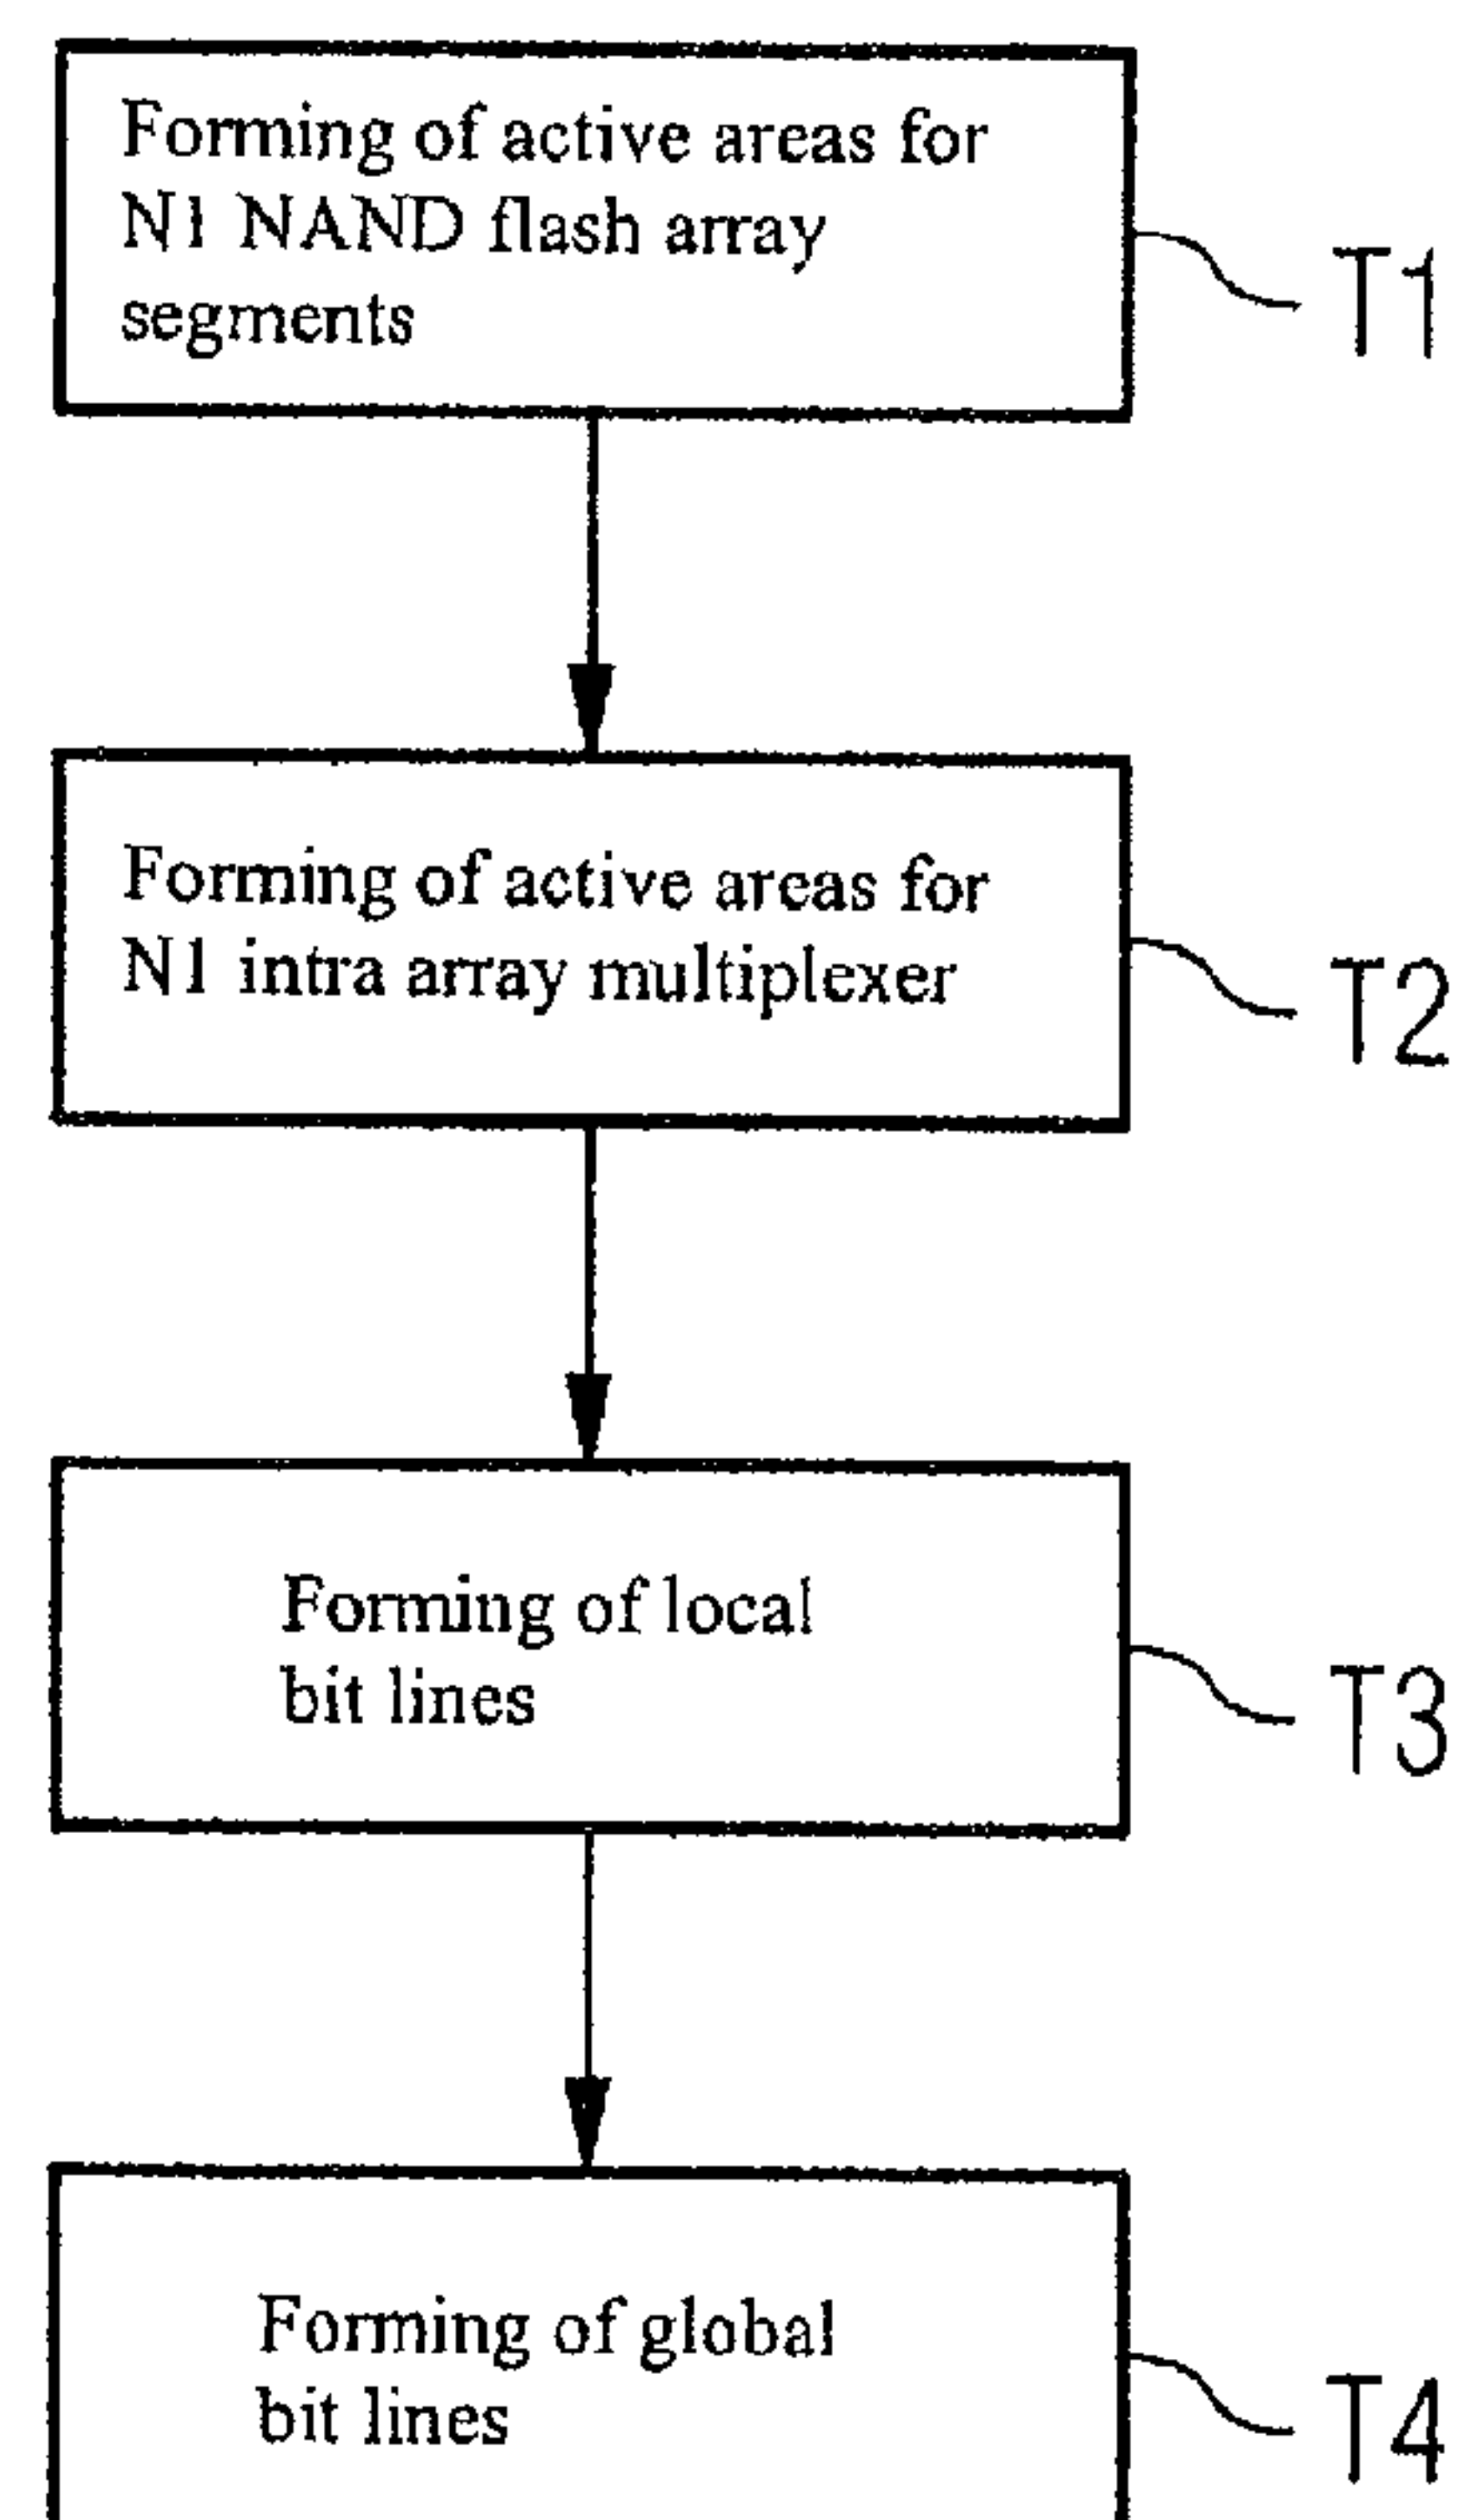 Forming of active areas for
N1 NAND flash array
segments
T1
Forming of active areas for
N1 intra array multiplexer
T2
Forming of local
bit lines
T3
Forming of global
bit lines
T4